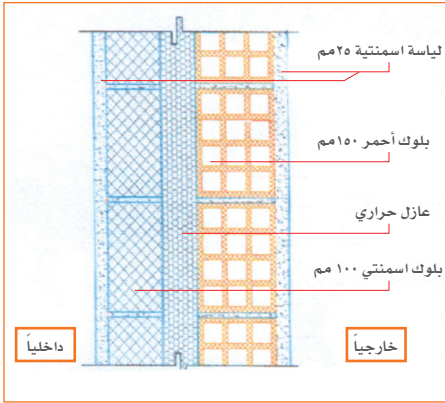 لياسة اسمنتية ٢٥مم
بلوك أحمر ١٥٠مم
عازل حراري
بلوك اسمنتي ١٠٠ مم
خارجياً
داخلياً